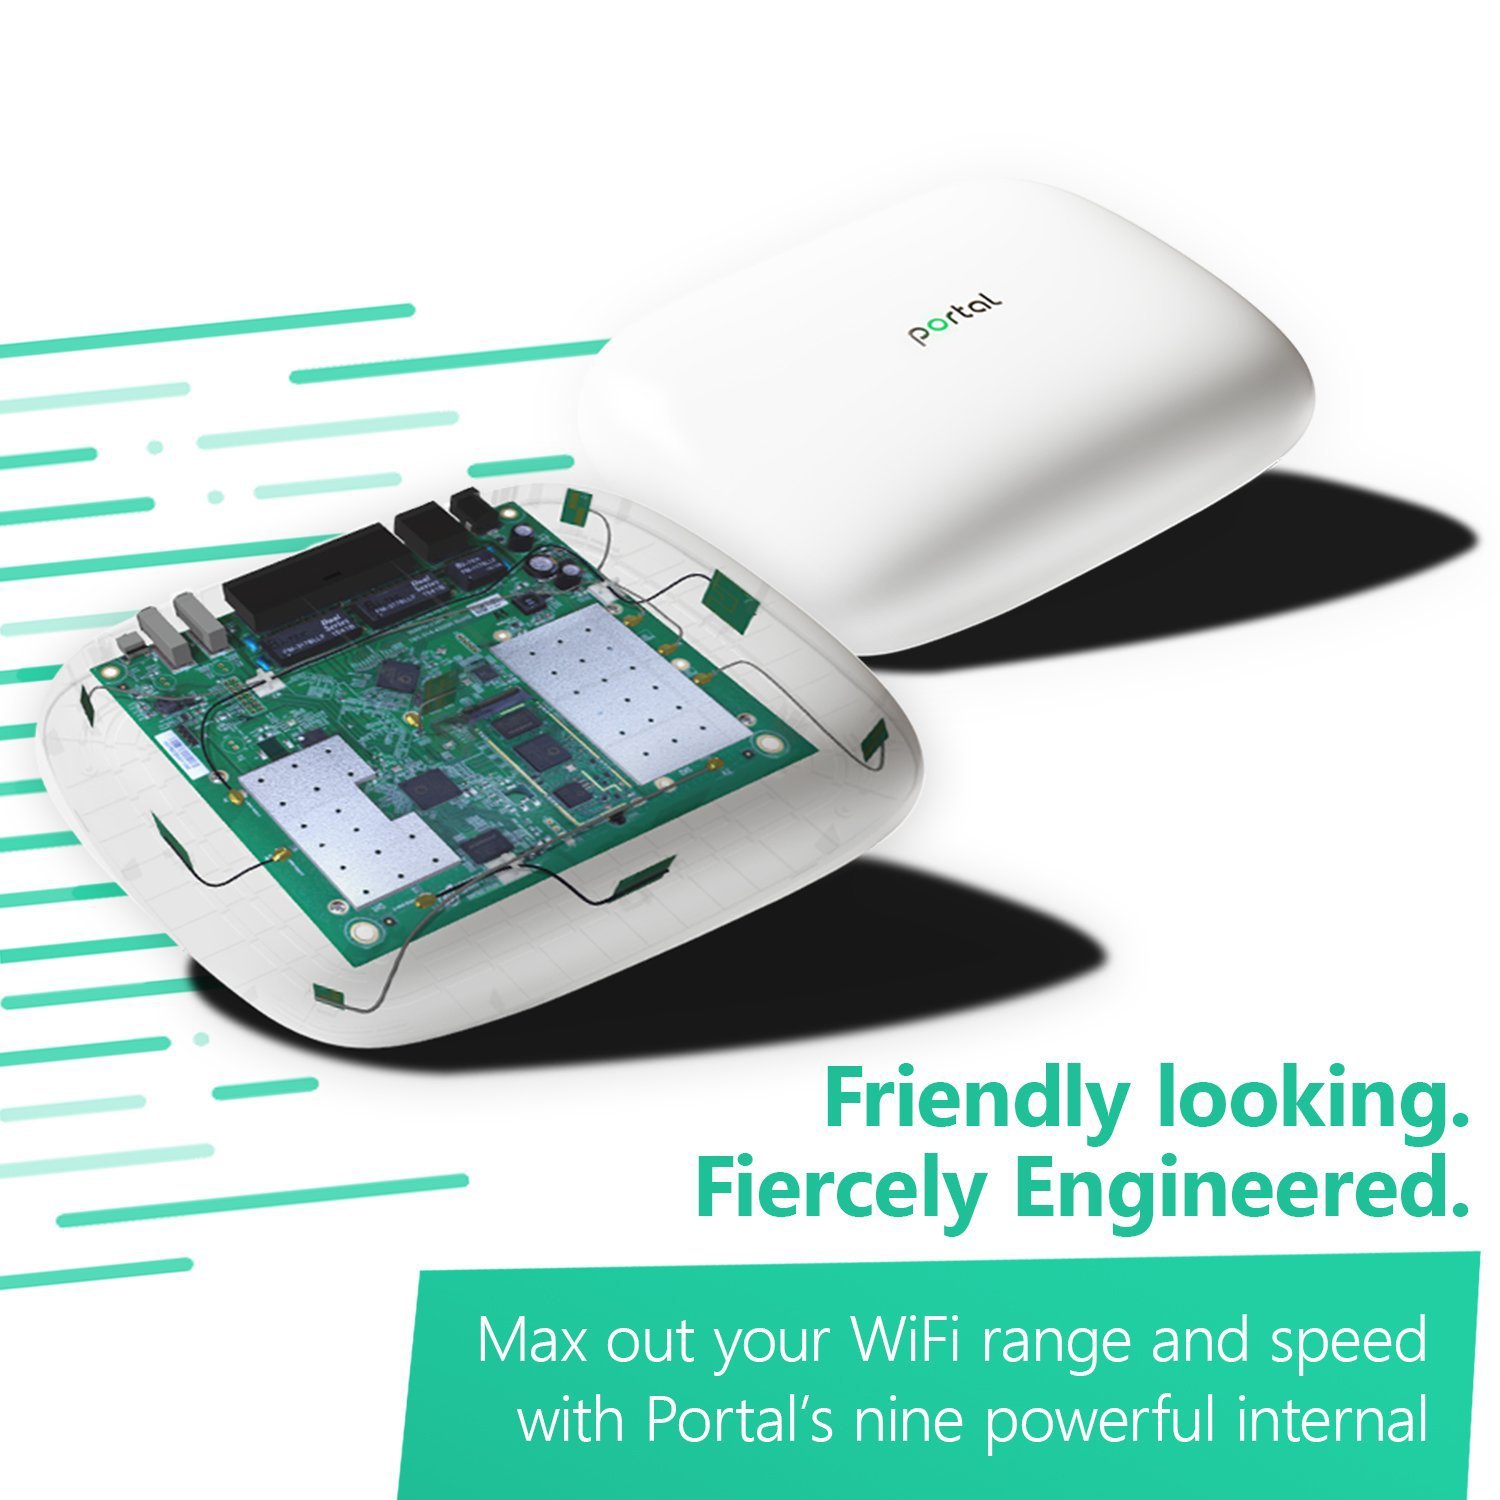 portal
Friendly looking.
Fiercely Engineered.
Max out your WiFi range and speed
with Portal's nine powerful internal